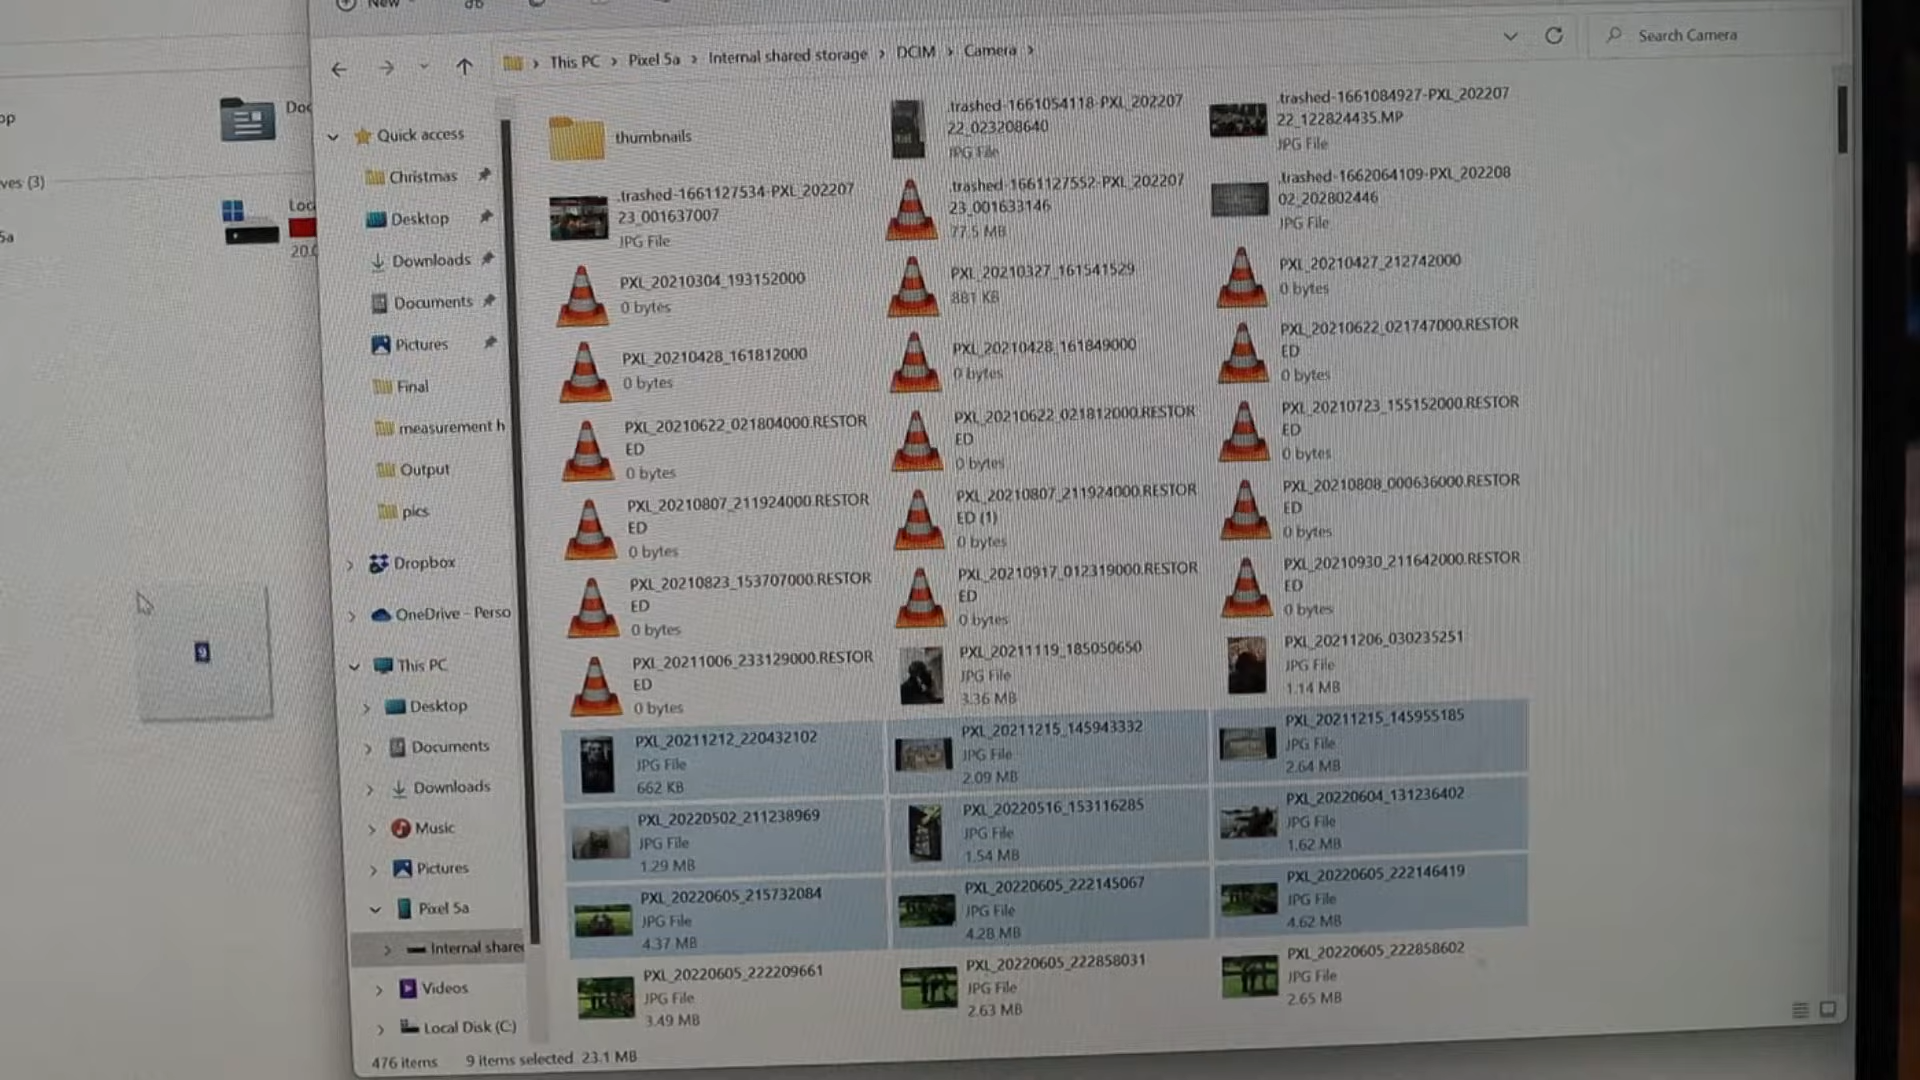 New
This PC > Pixel 5a > Internal shared storage > DCIM > Camera >
Search Camera
ves (3)
5a
Quick access
Christmas
Desktop
Downloads
Documents
Pictures
Final
measurement h
Output
pics
Dropbox
OneDrive - Perso
This PC
Desktop
Documents
Downloads
Music
Pictures
Pixel 5a
Internal share
Videos
Local Disk (C:)
thumbnails
.trashed-1661054118-PXL_202207
22_023208640
JPG File
.trashed-1661084927-PXL_202207
22_122824435.MP
JPG File
.trashed-1661127534-PXL_202207
23_001637007
JPG File
.trashed-1661127552-PXL_202207
23_001633146
77.5 MB
.trashed-1662064109-PXL_202208
02_202802446
JPG File
PXL_20210304_193152000
0 bytes
PXL_20210327_161541529
881 KB
PXL_20210427_212742000
0 bytes
PXL_20210428_161812000
0 bytes
PXL_20210428_161849000
0 bytes
PXL_20210622_021747000.RESTOR
ED
0 bytes
PXL_20210622_021804000.RESTOR
ED
0 bytes
PXL_20210622_021812000.RESTOR
ED
0 bytes
PXL_20210723_155152000.RESTOR
ED
0 bytes
PXL_20210807_211924000.RESTOR
ED
0 bytes
PXL_20210807_211924000.RESTOR
ED (1)
0 bytes
PXL_20210808_000636000.RESTOR
ED
0 bytes
PXL_20210823_153707000.RESTOR
ED
0 bytes
PXL_20210917_012319000.RESTOR
ED
0 bytes
PXL_20210930_211642000.RESTOR
ED
0 bytes
PXL_20211006_233129000.RESTOR
ED
0 bytes
PXL_20211119_185050650
JPG File
3.36 MB
PXL_20211206_030235251
JPG File
1.14 MB
PXL_20211212_220432102
JPG File
662 KB
PXL_20211215_145943332
JPG File
2.09 MB
PXL_20211215_145955185
JPG File
2.64 MB
PXL_20220502_211238969
JPG File
1.29 MB
PXL_20220516_153116285
JPG File
1.54 MB
PXL_20220604_131236402
JPG File
1.62 MB
PXL_20220605_215732084
JPG File
4.37 MB
PXL_20220605_222145067
JPG File
4.28 MB
PXL_20220605_222146419
JPG File
4.62 MB
PXL_20220605_222209661
JPG File
3.49 MB
PXL_20220605_222858031
JPG File
2.63 MB
PXL_20220605_222858602
JPG File
2.65 MB
9
476 items 9 items selected 23.1 MB